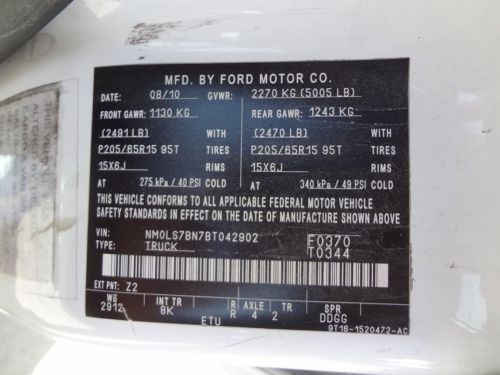 MFD. BY FORD MOTOR CO.
DATE: 08/10 GVWR: 2270 KG (5005 LB)
FRONT GAWR: 1130 KG REAR GAWR: 1243 KG
(2491 LB) WITH (2470 LB) WITH
P205/65R15 95T TIRES P205/65R15 95T TIRES
15X6J RIMS 15X6J RIMS
AT 275 kPa / 40 PSI COLD AT 340 kPa / 49 PSI COLD
THIS VEHICLE CONFORMS TO ALL APPLICABLE FEDERAL MOTOR VEHICLE
SAFETY STANDARDS IN EFFECT ON THE DATE OF MANUFACTURE SHOWN ABOVE.
VIN: NM0LS7BN7BT042902 F0370
TYPE: TRUCK T0344
EXT PNT: Z2
WB INT TR R AXLE TR SPR
2912 8K R 4 2 DDGG
ETU 9T16-1520472-AC
THIS
ALTERED
CARGO